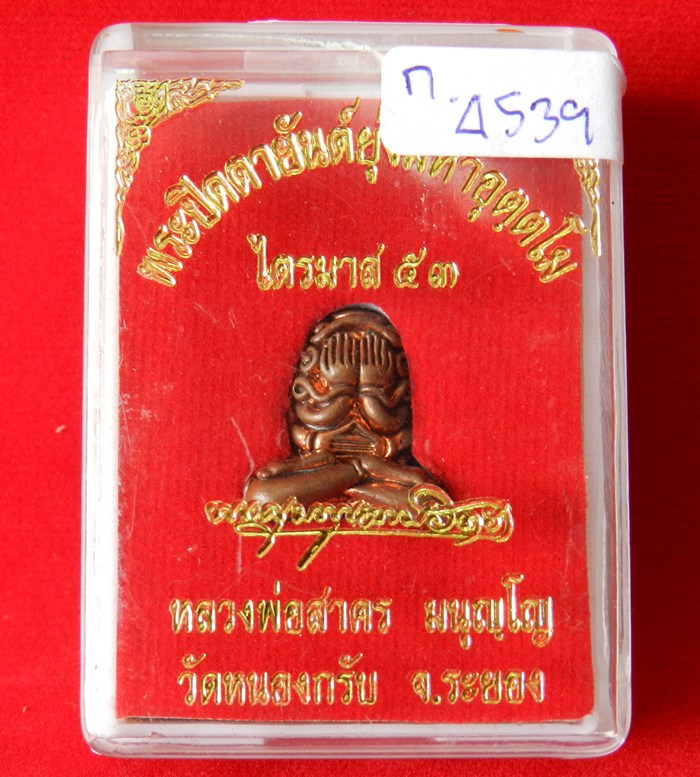 ก. Δ539
พระปิดตายันต์ยุ่งมหาอุตฺตโม
ไตรมาส ๕๓
หลวงพ่อสาคร มนุญฺโญ
วัดหนองกรับ จ.ระยอง